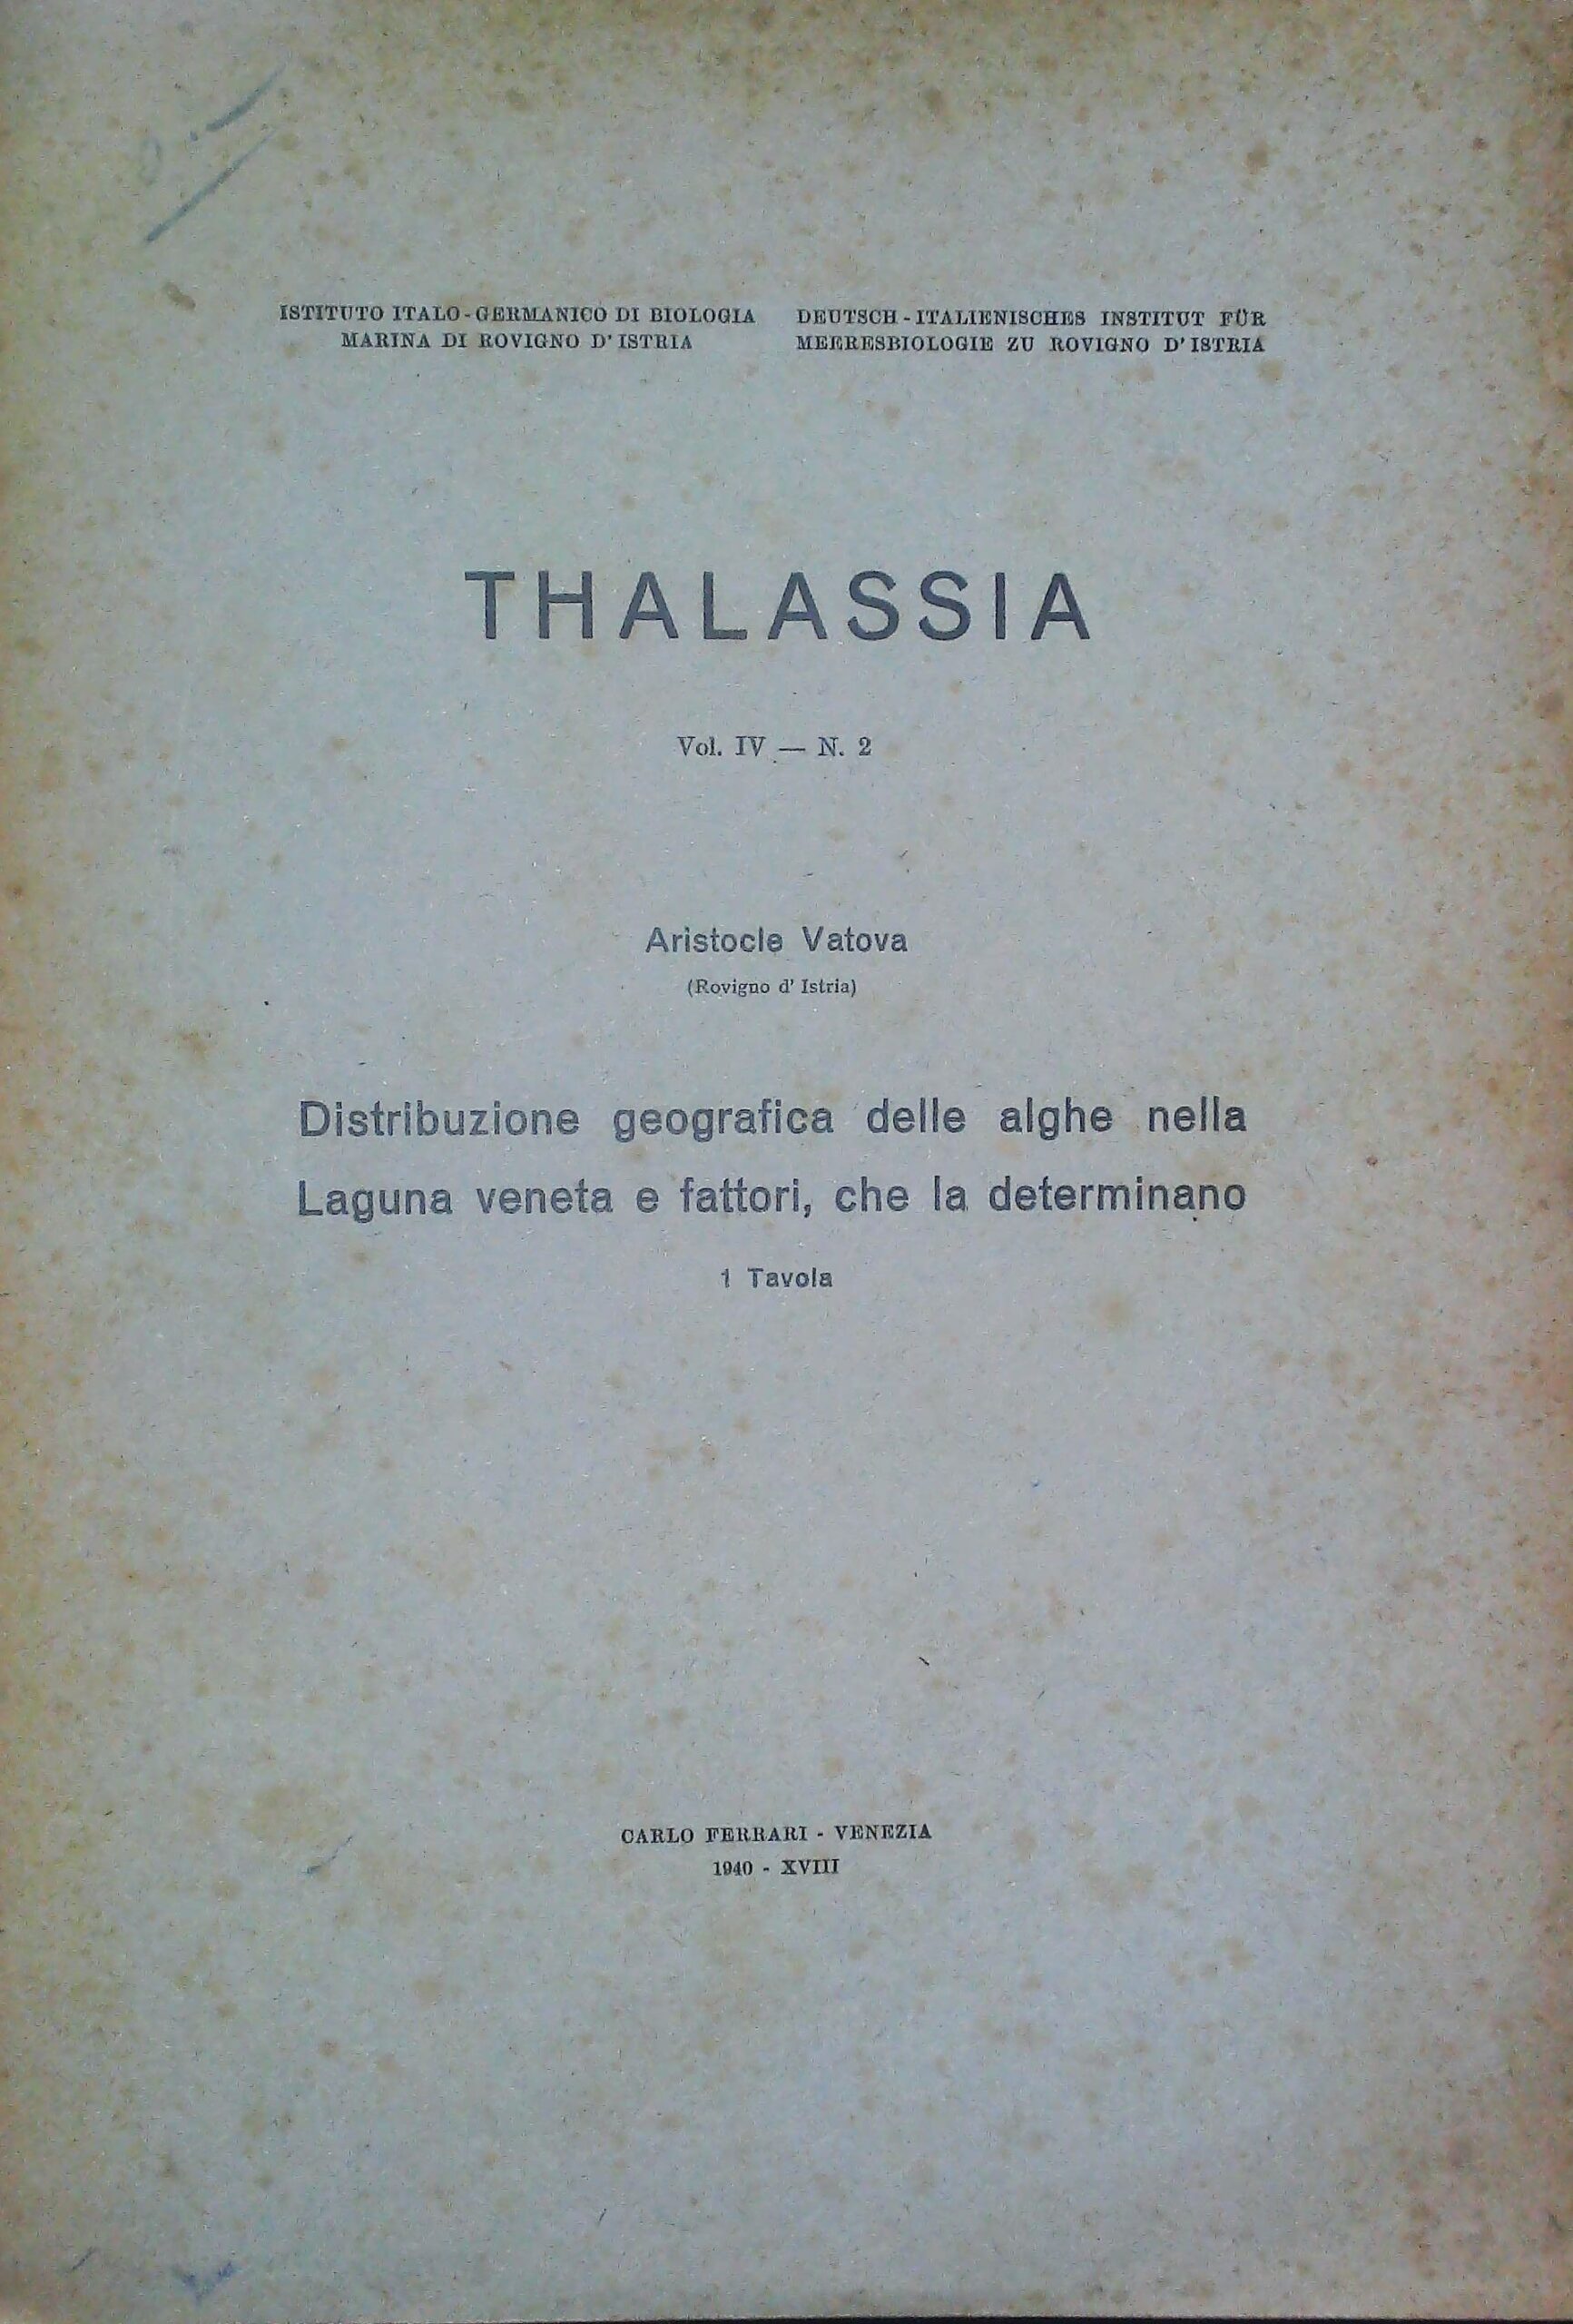 ISTITUTO ITALO-GERMANICO DI BIOLOGIA
MARINA DI ROVIGNO D'ISTRIA
DEUTSCH-ITALIENISCHES INSTITUT FÜR
MEERESBIOLOGIE ZU ROVIGNO D'ISTRIA
THALASSIA
Vol. IV — N. 2
Aristocle Vatova
(Rovigno d' Istria)
Distribuzione geografica delle alghe nella
Laguna veneta e fattori, che la determinano
1 Tavola
CARLO FERRARI - VENEZIA
1940 - XVIII